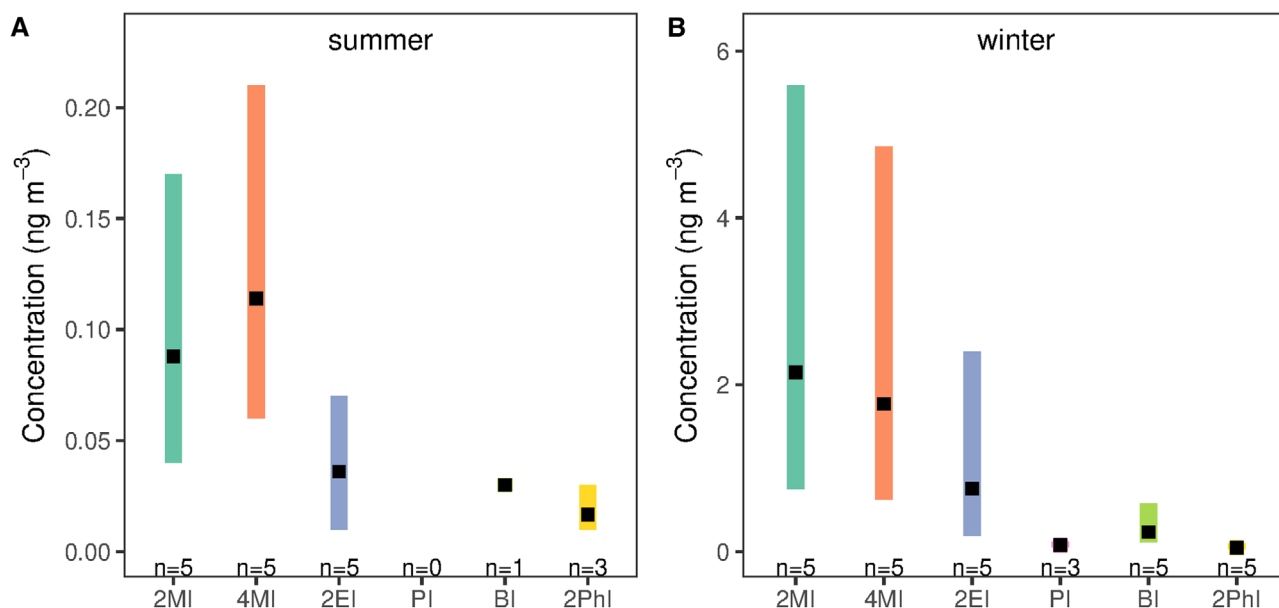 A
summer
Concentration (ng m⁻³)
0.20
0.15
0.10
0.05
0.00
n=5 n=5 n=5 n=0 n=1 n=3
2MI 4MI 2EI PI BI 2PhI
B
winter
Concentration (ng m⁻³)
6
4
2
0
n=5 n=5 n=5 n=3 n=5 n=5
2MI 4MI 2EI PI BI 2PhI